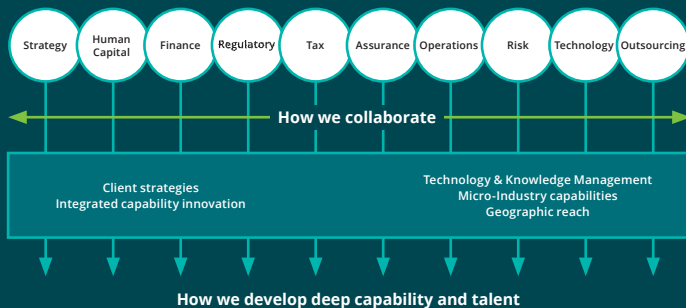 Strategy
Human
Capital
Finance
Regulatory
Tax
Assurance
Operations
Risk
Technology
Outsourcing
How we collaborate
Client strategies
Integrated capability innovation
Technology & Knowledge Management
Micro-Industry capabilities
Geographic reach
How we develop deep capability and talent